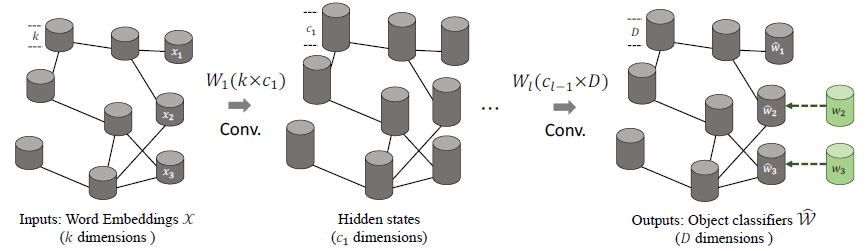 k
x₁
x₂
x₃
W₁(k×c₁)
Conv.
Inputs: Word Embeddings 𝒳
(k dimensions )
c₁
Hidden states
(c₁ dimensions)
...
Wₗ(cₗ₋₁×D)
Conv.
D
ŵ₁
ŵ₂
w₂
ŵ₃
w₃
Outputs: Object classifiers 𝒲̂
(D dimensions )